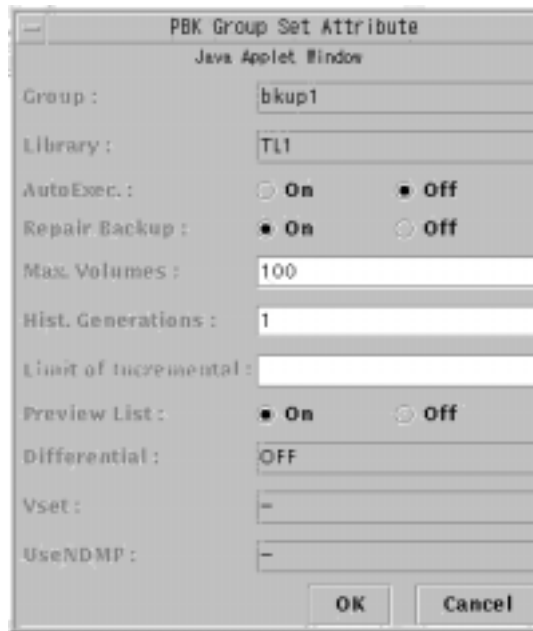 PBK Group Set Attribute
Java Applet Window
Group : bkup1
Library : TL1
AutoExec. : On Off
Repair Backup : On Off
Max. Volumes : 100
Hist. Generations : 1
Limit of Incremental :
Preview List : On Off
Differential : OFF
Vset : –
UseNDMP : –
OK Cancel